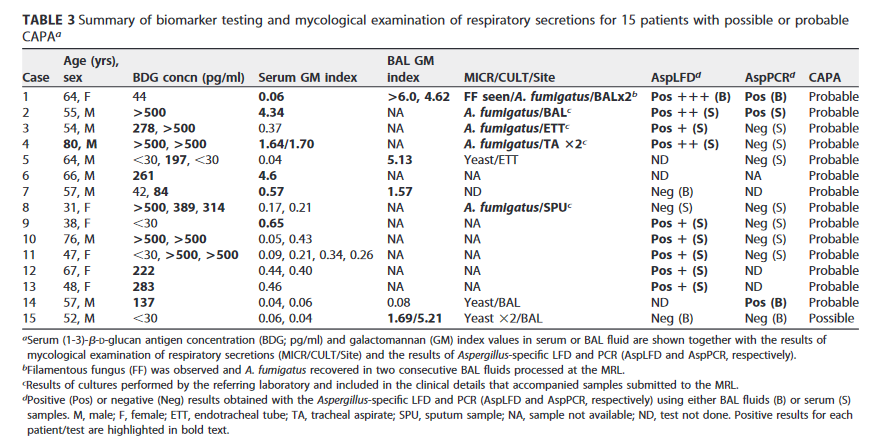 TABLE 3 Summary of biomarker testing and mycological examination of respiratory secretions for 15 patients with possible or probable
CAPAᵃ
Age (yrs), BAL GM
Case sex BDG concn (pg/ml) Serum GM index index MICR/CULT/Site AspLFDᵈ AspPCRᵈ CAPA
1 64, F 44 0.06 >6.0, 4.62 FF seen/A. fumigatus/BALx2ᵇ Pos +++ (B) Pos (B) Probable
2 55, M >500 4.34 NA A. fumigatus/BALᶜ Pos ++ (S) Pos (S) Probable
3 54, M 278, >500 0.37 NA A. fumigatus/ETTᶜ Pos + (S) Neg (S) Probable
4 80, M >500, >500 1.64/1.70 NA A. fumigatus/TA ×2ᶜ Pos ++ (S) Neg (S) Probable
5 64, M <30, 197, <30 0.04 5.13 Yeast/ETT ND Neg (S) Probable
6 66, M 261 4.6 NA NA ND NA Probable
7 57, M 42, 84 0.57 1.57 ND Neg (B) ND Probable
8 31, F >500, 389, 314 0.17, 0.21 NA A. fumigatus/SPUᶜ Neg (S) Neg (S) Probable
9 38, F <30 0.65 NA NA Pos + (S) Neg (S) Probable
10 76, M >500, >500 0.05, 0.43 NA NA Pos + (S) Neg (S) Probable
11 47, F <30, >500, >500 0.09, 0.21, 0.34, 0.26 NA NA Pos + (S) Neg (S) Probable
12 67, F 222 0.44, 0.40 NA NA Pos + (S) ND Probable
13 48, F 283 0.46 NA NA Pos + (S) ND Probable
14 57, M 137 0.04, 0.06 0.08 Yeast/BAL ND Pos (B) Probable
15 52, M <30 0.06, 0.04 1.69/5.21 Yeast ×2/BAL Neg (B) Neg (B) Possible
ᵃSerum (1-3)-β-D-glucan antigen concentration (BDG; pg/ml) and galactomannan (GM) index values in serum or BAL fluid are shown together with the results of
mycological examination of respiratory secretions (MICR/CULT/Site) and the results of Aspergillus-specific LFD and PCR (AspLFD and AspPCR, respectively).
ᵇFilamentous fungus (FF) was observed and A. fumigatus recovered in two consecutive BAL fluids processed at the MRL.
ᶜResults of cultures performed by the referring laboratory and included in the clinical details that accompanied samples submitted to the MRL.
ᵈPositive (Pos) or negative (Neg) results obtained with the Aspergillus-specific LFD and PCR (AspLFD and AspPCR, respectively) using either BAL fluids (B) or serum (S)
samples. M, male; F, female; ETT, endotracheal tube; TA, tracheal aspirate; SPU, sputum sample; NA, sample not available; ND, test not done. Positive results for each
patient/test are highlighted in bold text.